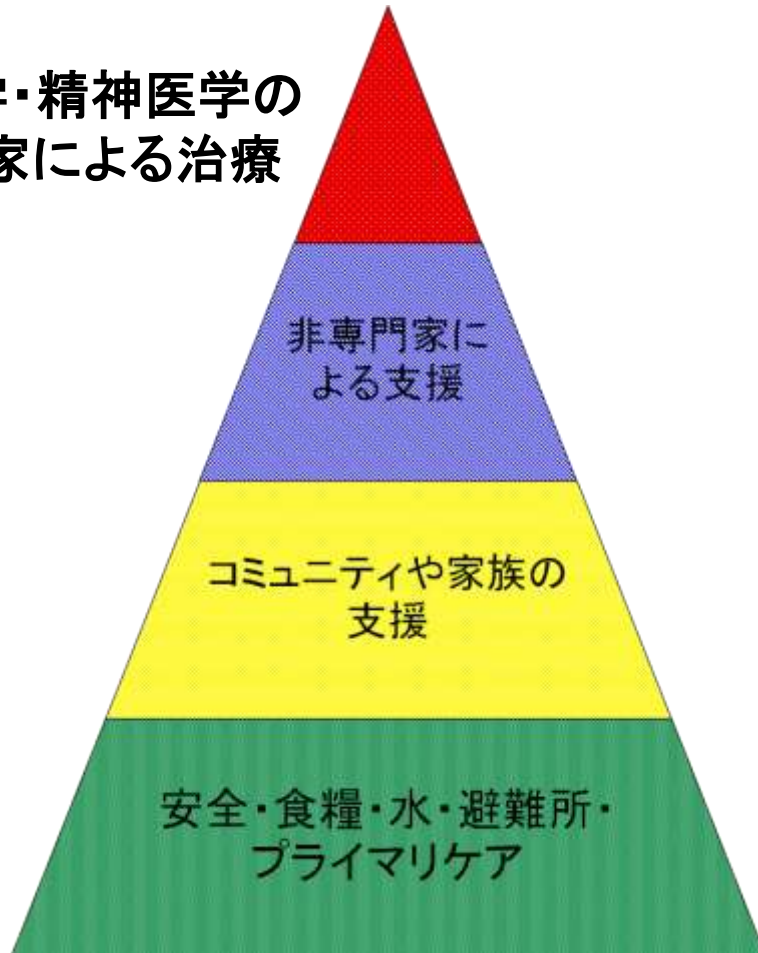 ・精神医学の
家による治療
非専門家に
よる支援
コミュニティや家族の
支援
安全・食糧・水・避難所・
プライマリケア